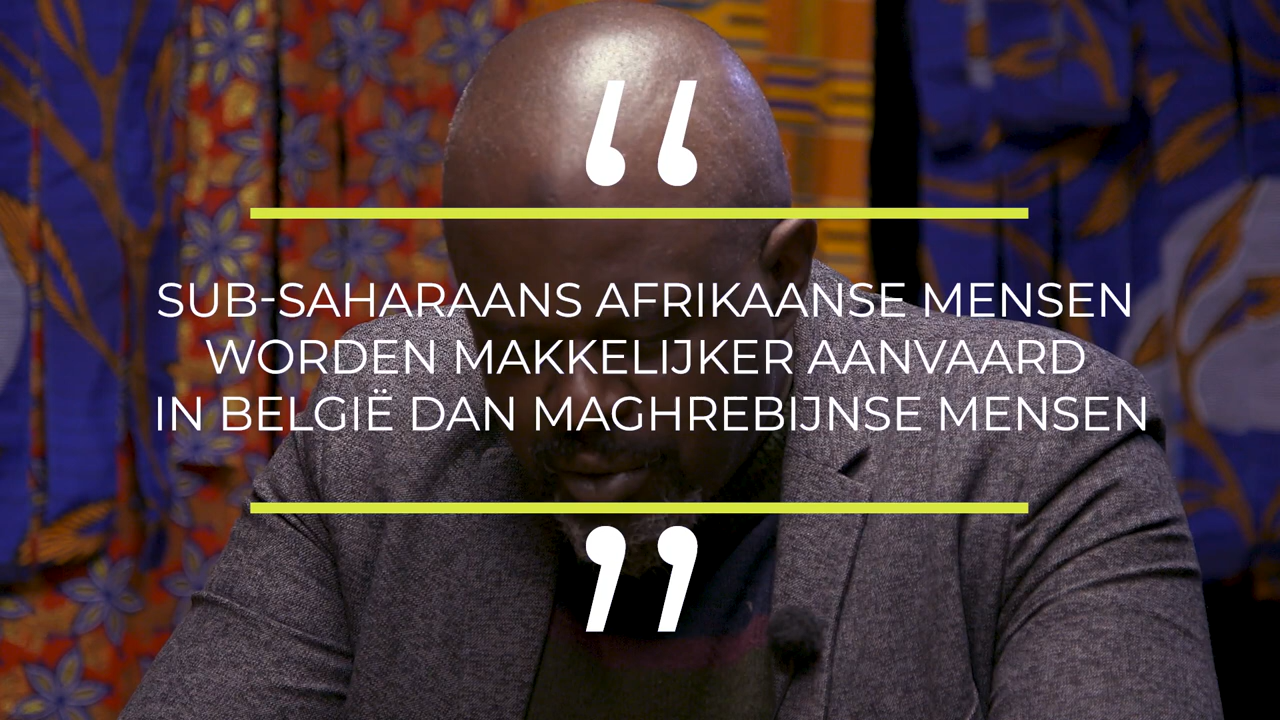 “
SUB-SAHARAANS AFRIKAANSE MENSEN
WORDEN MAKKELIJKER AANVAARD
IN BELGIË DAN MAGHREBIJNSE MENSEN
”